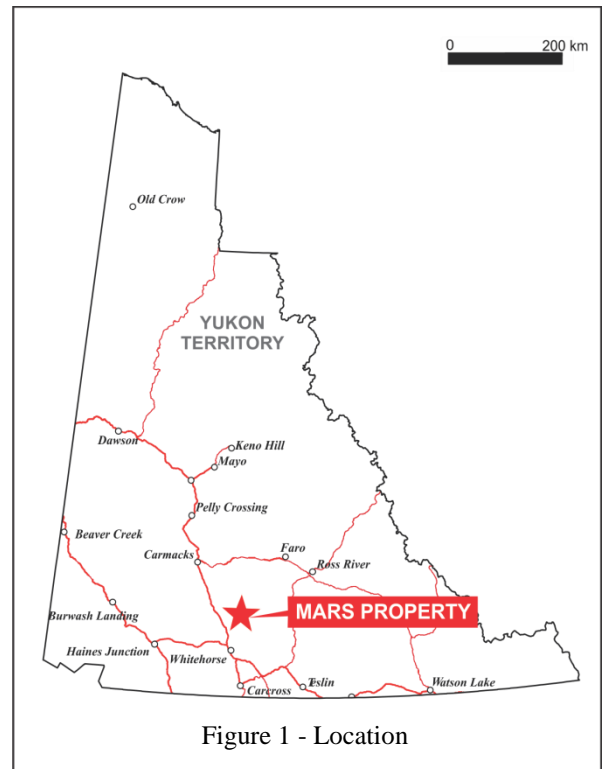 0 200 km
Old Crow
YUKON
TERRITORY
Dawson
Keno Hill
Mayo
Pelly Crossing
Beaver Creek
Carmacks
Faro
Ross River
MARS PROPERTY
Burwash Landing
Haines Junction
Whitehorse
Carcross
Teslin
Watson Lake
Figure 1 - Location